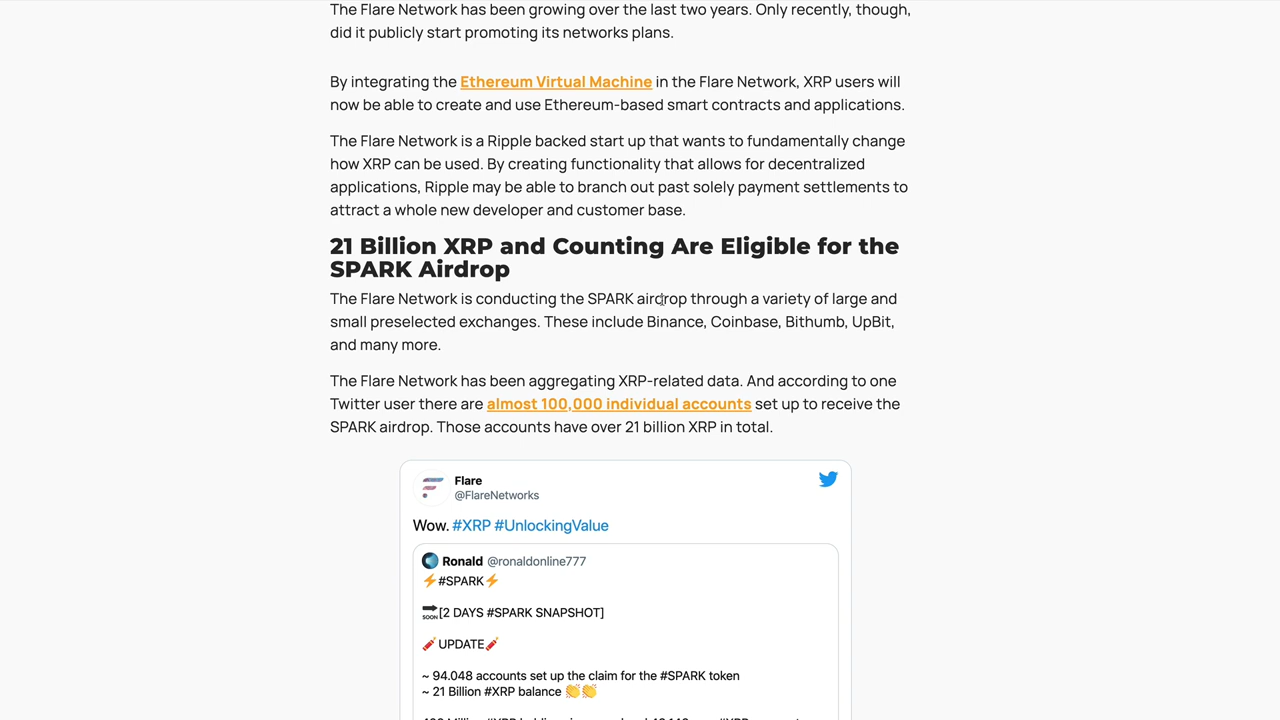 The Flare Network has been growing over the last two years. Only recently, though,
did it publicly start promoting its networks plans.
By integrating the Ethereum Virtual Machine in the Flare Network, XRP users will
now be able to create and use Ethereum-based smart contracts and applications.
The Flare Network is a Ripple backed start up that wants to fundamentally change
how XRP can be used. By creating functionality that allows for decentralized
applications, Ripple may be able to branch out past solely payment settlements to
attract a whole new developer and customer base.
21 Billion XRP and Counting Are Eligible for the
SPARK Airdrop
The Flare Network is conducting the SPARK airdrop through a variety of large and
small preselected exchanges. These include Binance, Coinbase, Bithumb, UpBit,
and many more.
The Flare Network has been aggregating XRP-related data. And according to one
Twitter user there are almost 100,000 individual accounts set up to receive the
SPARK airdrop. Those accounts have over 21 billion XRP in total.
Flare
@FlareNetworks
Wow. #XRP #UnlockingValue
Ronald @ronaldonline777
⚡#SPARK⚡
🔜[2 DAYS #SPARK SNAPSHOT]
🧨UPDATE🧨
~ 94.048 accounts set up the claim for the #SPARK token
~ 21 Billion #XRP balance 👏👏